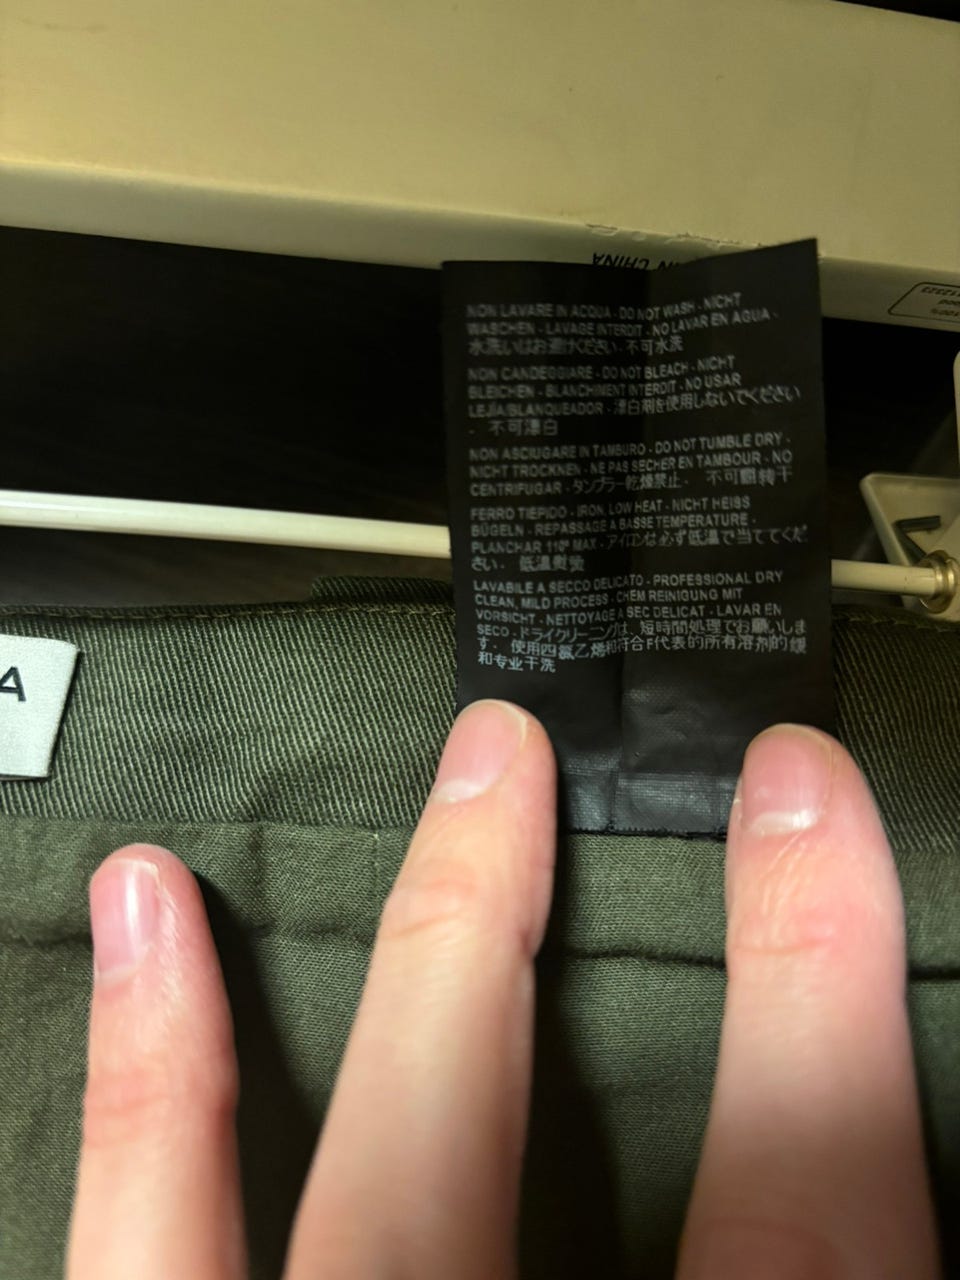 IN CHINA
NON LAVARE IN ACQUA - DO NOT WASH - NICHT
WASCHEN - LAVAGE INTERDIT - NO LAVAR EN AGUA -
水洗いはお避けください - 不可水洗
NON CANDEGGIARE - DO NOT BLEACH - NICHT
BLEICHEN - BLANCHIMENT INTERDIT - NO USAR
LEJIA/BLANQUEADOR - 漂白剤を使用しないでください
- 不可漂白
NON ASCIUGARE IN TAMBURO - DO NOT TUMBLE DRY -
NICHT TROCKNEN - NE PAS SECHER EN TAMBOUR - NO
CENTRIFUGAR - タンブラー乾燥禁止 - 不可翻转干
FERRO TIEPIDO - IRON, LOW HEAT - NICHT HEISS
BÜGELN - REPASSAGE A BASSE TEMPERATURE -
PLANCHAR 110º MAX - アイロンは必ず低温で当ててくだ
さい - 低温熨烫
LAVABILE A SECCO DELICATO - PROFESSIONAL DRY
CLEAN, MILD PROCESS - CHEM REINIGUNG MIT
VORSICHT - NETTOYAGE A SEC DELICAT - LAVAR EN
SECO - ドライクリーニングは、短時間処理でお願いしま
す - 使用四氯乙烯和符合F代表的所有溶剂的缓
和专业干洗
A